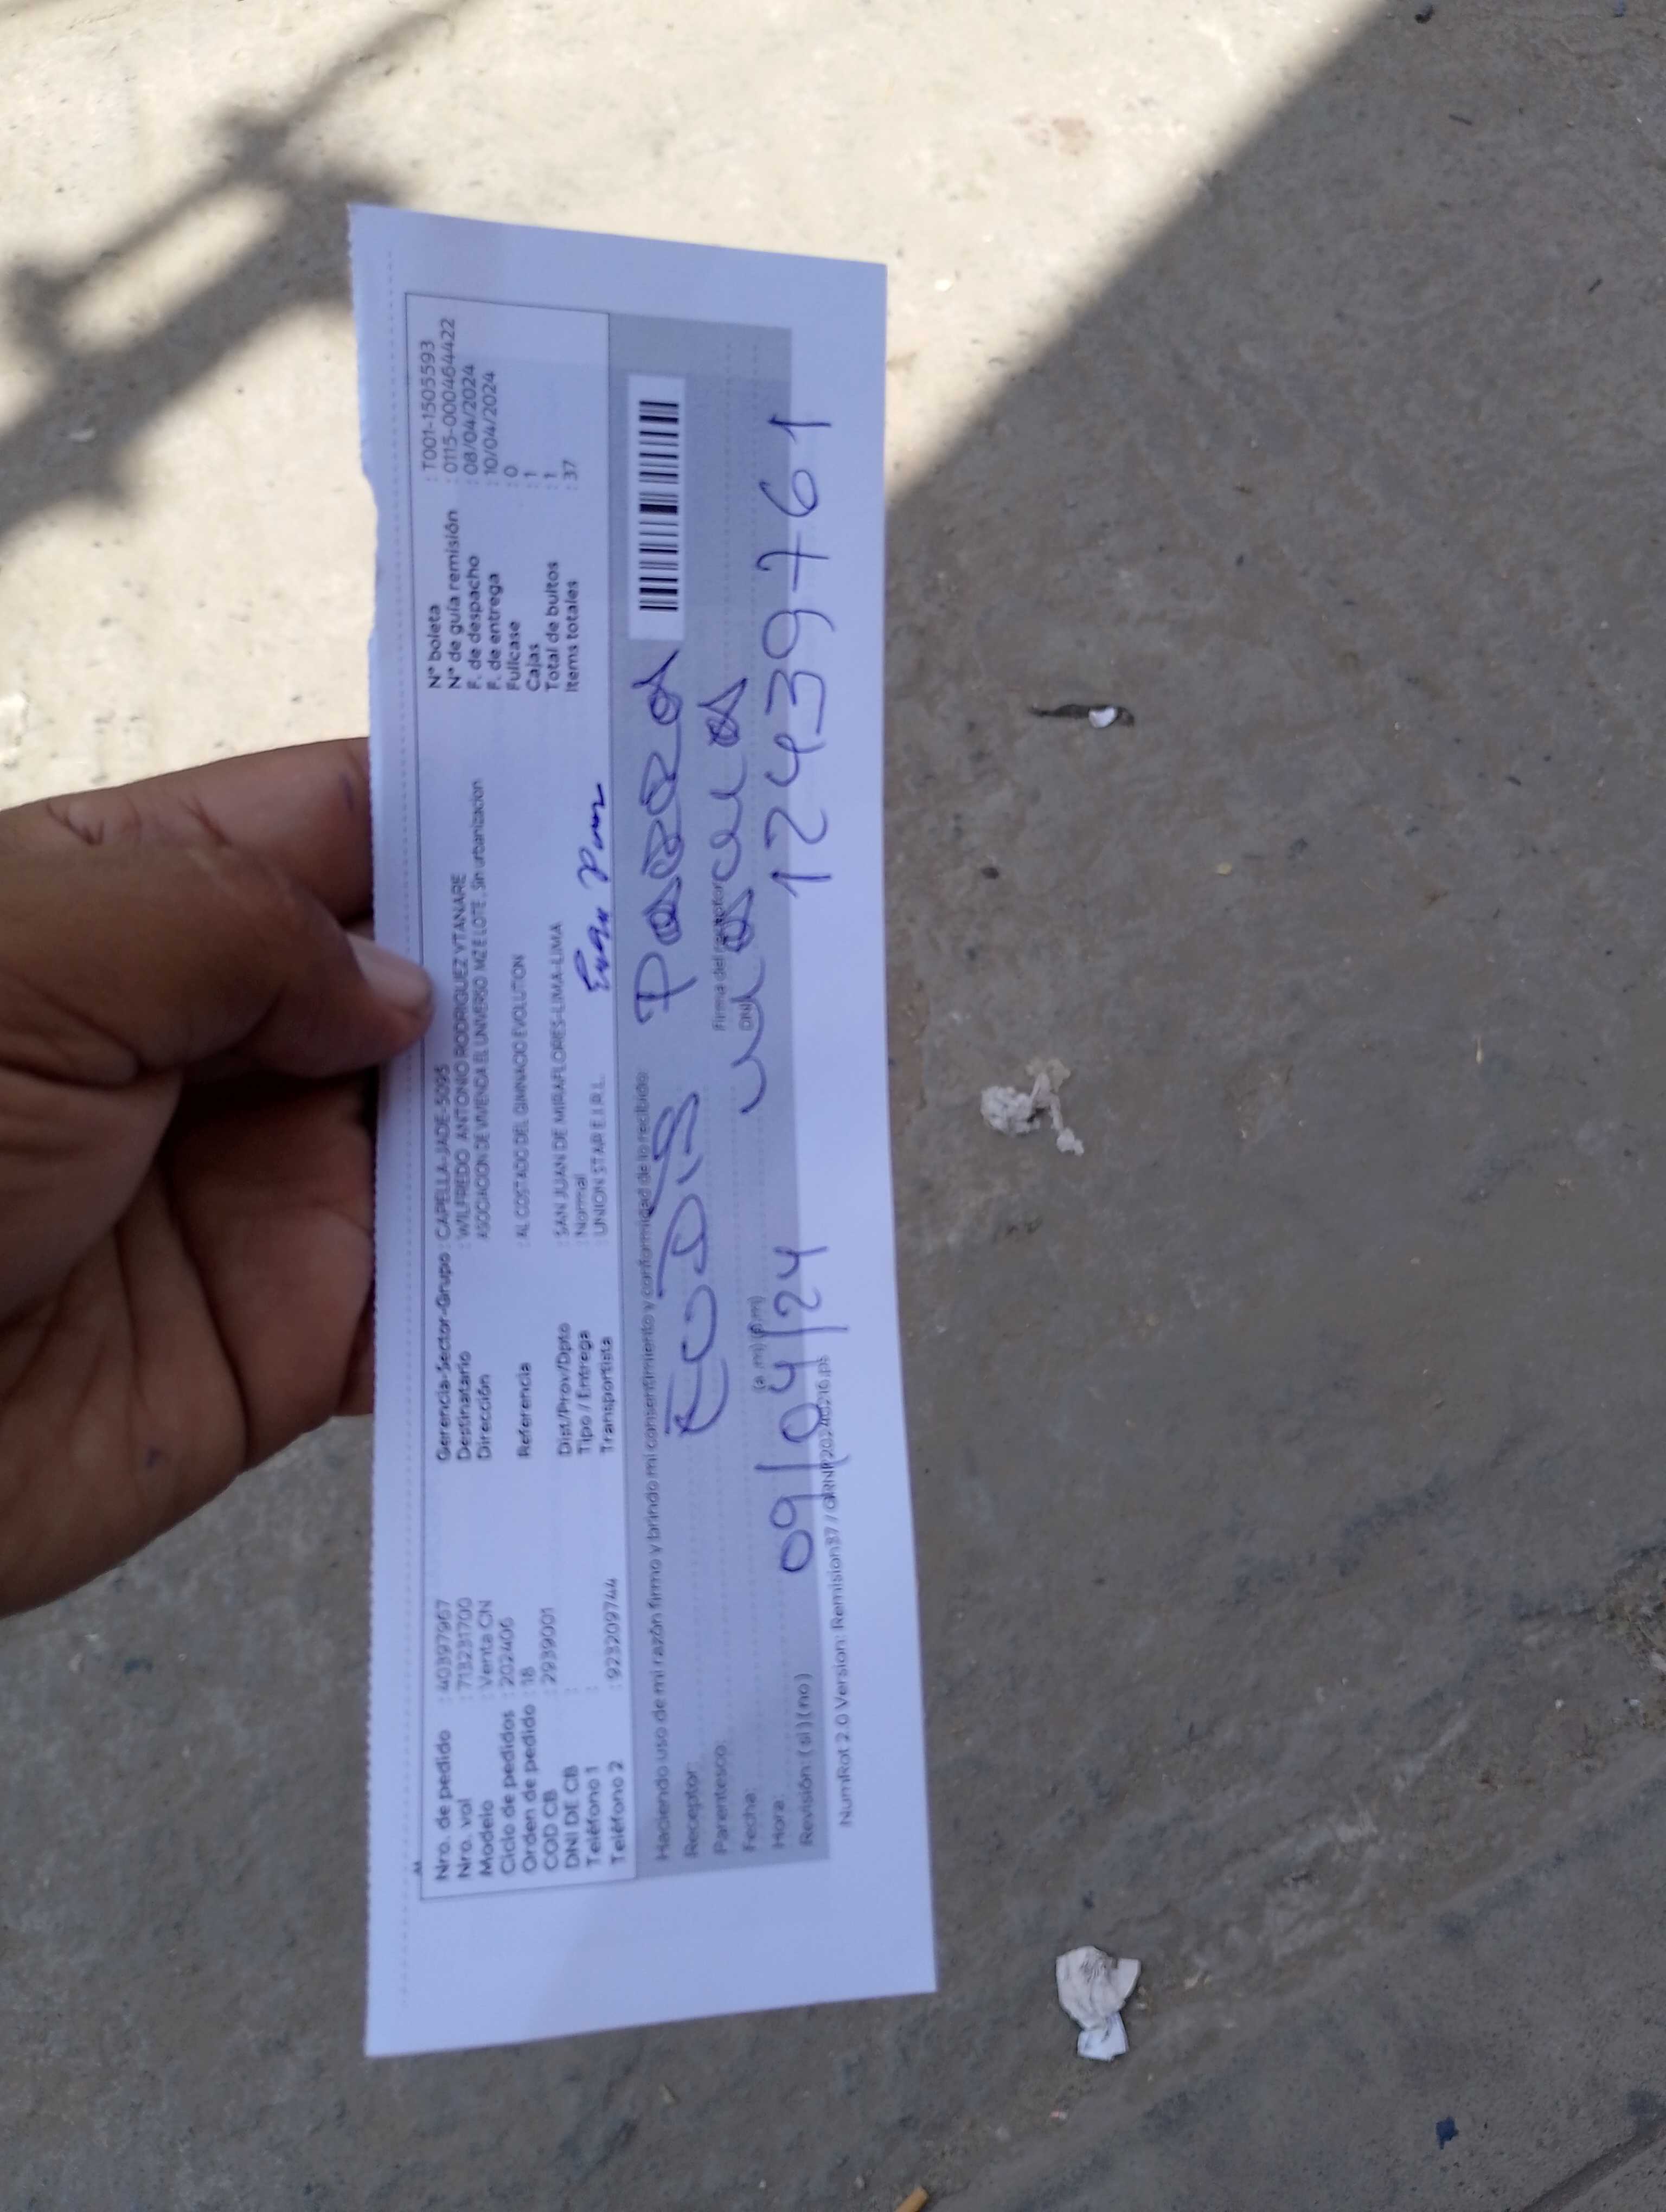 Nro. de pedido : 40397967
Nro. vol : 713231700
Modelo : Venta CN
Ciclo de pedidos : 202406
Orden de pedido : 18
COD CB : 2939001
DNI DE CB :
Teléfono 1 :
Teléfono 2 : 923209744
Gerencia-Sector-Grupo : CAPELLA-JADE-5095
Destinatario : WILFREDO ANTONIO RODRIGUEZ YTANARE
Dirección : ASOCIACION DE VIVIENDA EL UNIVERSO MZ E LOTE , Sin urbanizacion
Referencia : AL COSTADO DEL GIMNACIO EVOLUTION
Dist/Prov/Dpto : SAN JUAN DE MIRAFLORES-LIMA-LIMA
Tipo / Entrega : Normal
Transportista : UNION STAR E.I.R.L.
N° boleta : T001-1505593
N° de guía remisión : 0115-000464422
F. de despacho : 08/04/2024
F. de entrega : 10/04/2024
Fullcase : 0
Cajas : 1
Total de bultos : 1
Items totales : 37
Haciendo uso de mi razón firmo y brindo mi consentimiento y conformidad de lo recibido:
Receptor:
Parentesco:
Firma del receptor
Fecha: DNI
Hora: (a.m) (p.m)
09/04/24 12439761
Revisión: ( si ) ( no )
NumRot 2.0 Version: Remision37 /